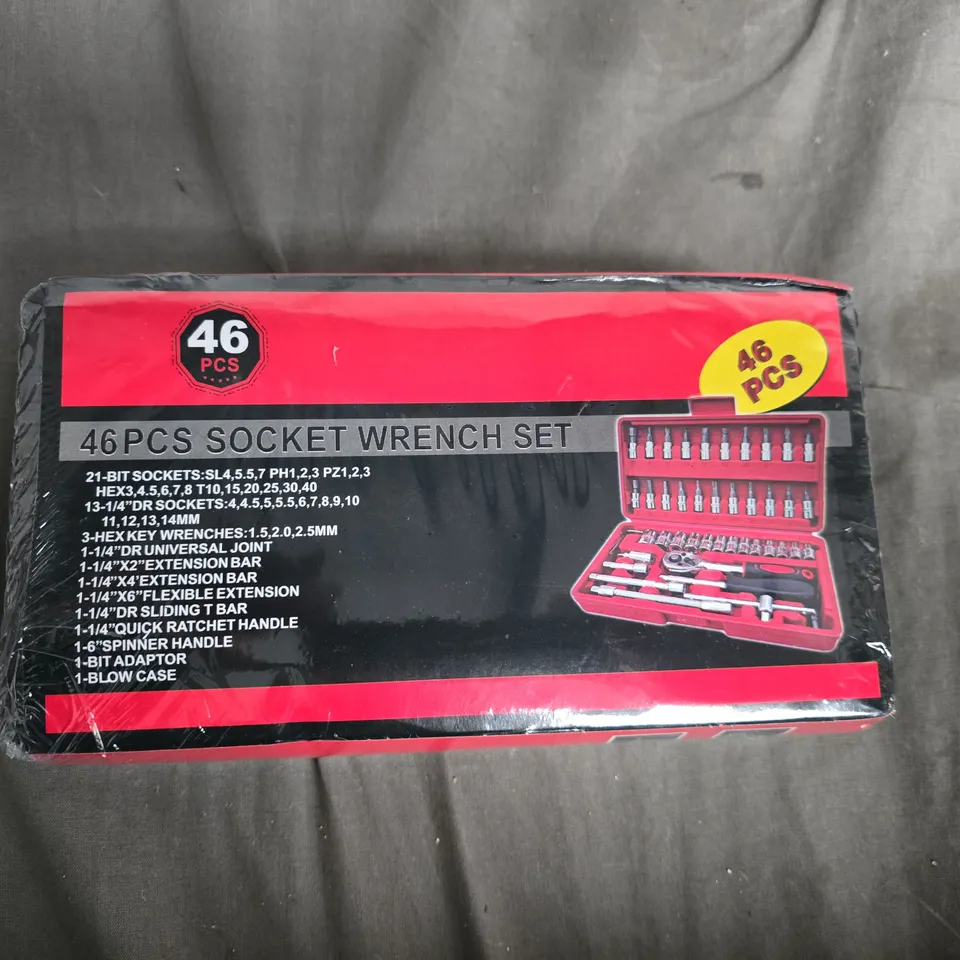 46
PCS
46
PCS
46PCS SOCKET WRENCH SET
21-BIT SOCKETS:SL4,5.5,7 PH1,2,3 PZ1,2,3
HEX3,4.5,6,7,8 T10,15,20,25,30,40
13-1/4"DR SOCKETS:4,4.5,5,5.5,6,7,8,9,10
11,12,13,14MM
3-HEX KEY WRENCHES:1.5,2.0,2.5MM
1-1/4"DR UNIVERSAL JOINT
1-1/4"X2"EXTENSION BAR
1-1/4"X4'EXTENSION BAR
1-1/4"X6"FLEXIBLE EXTENSION
1-1/4"DR SLIDING T BAR
1-1/4"QUICK RATCHET HANDLE
1-6"SPINNER HANDLE
1-BIT ADAPTOR
1-BLOW CASE